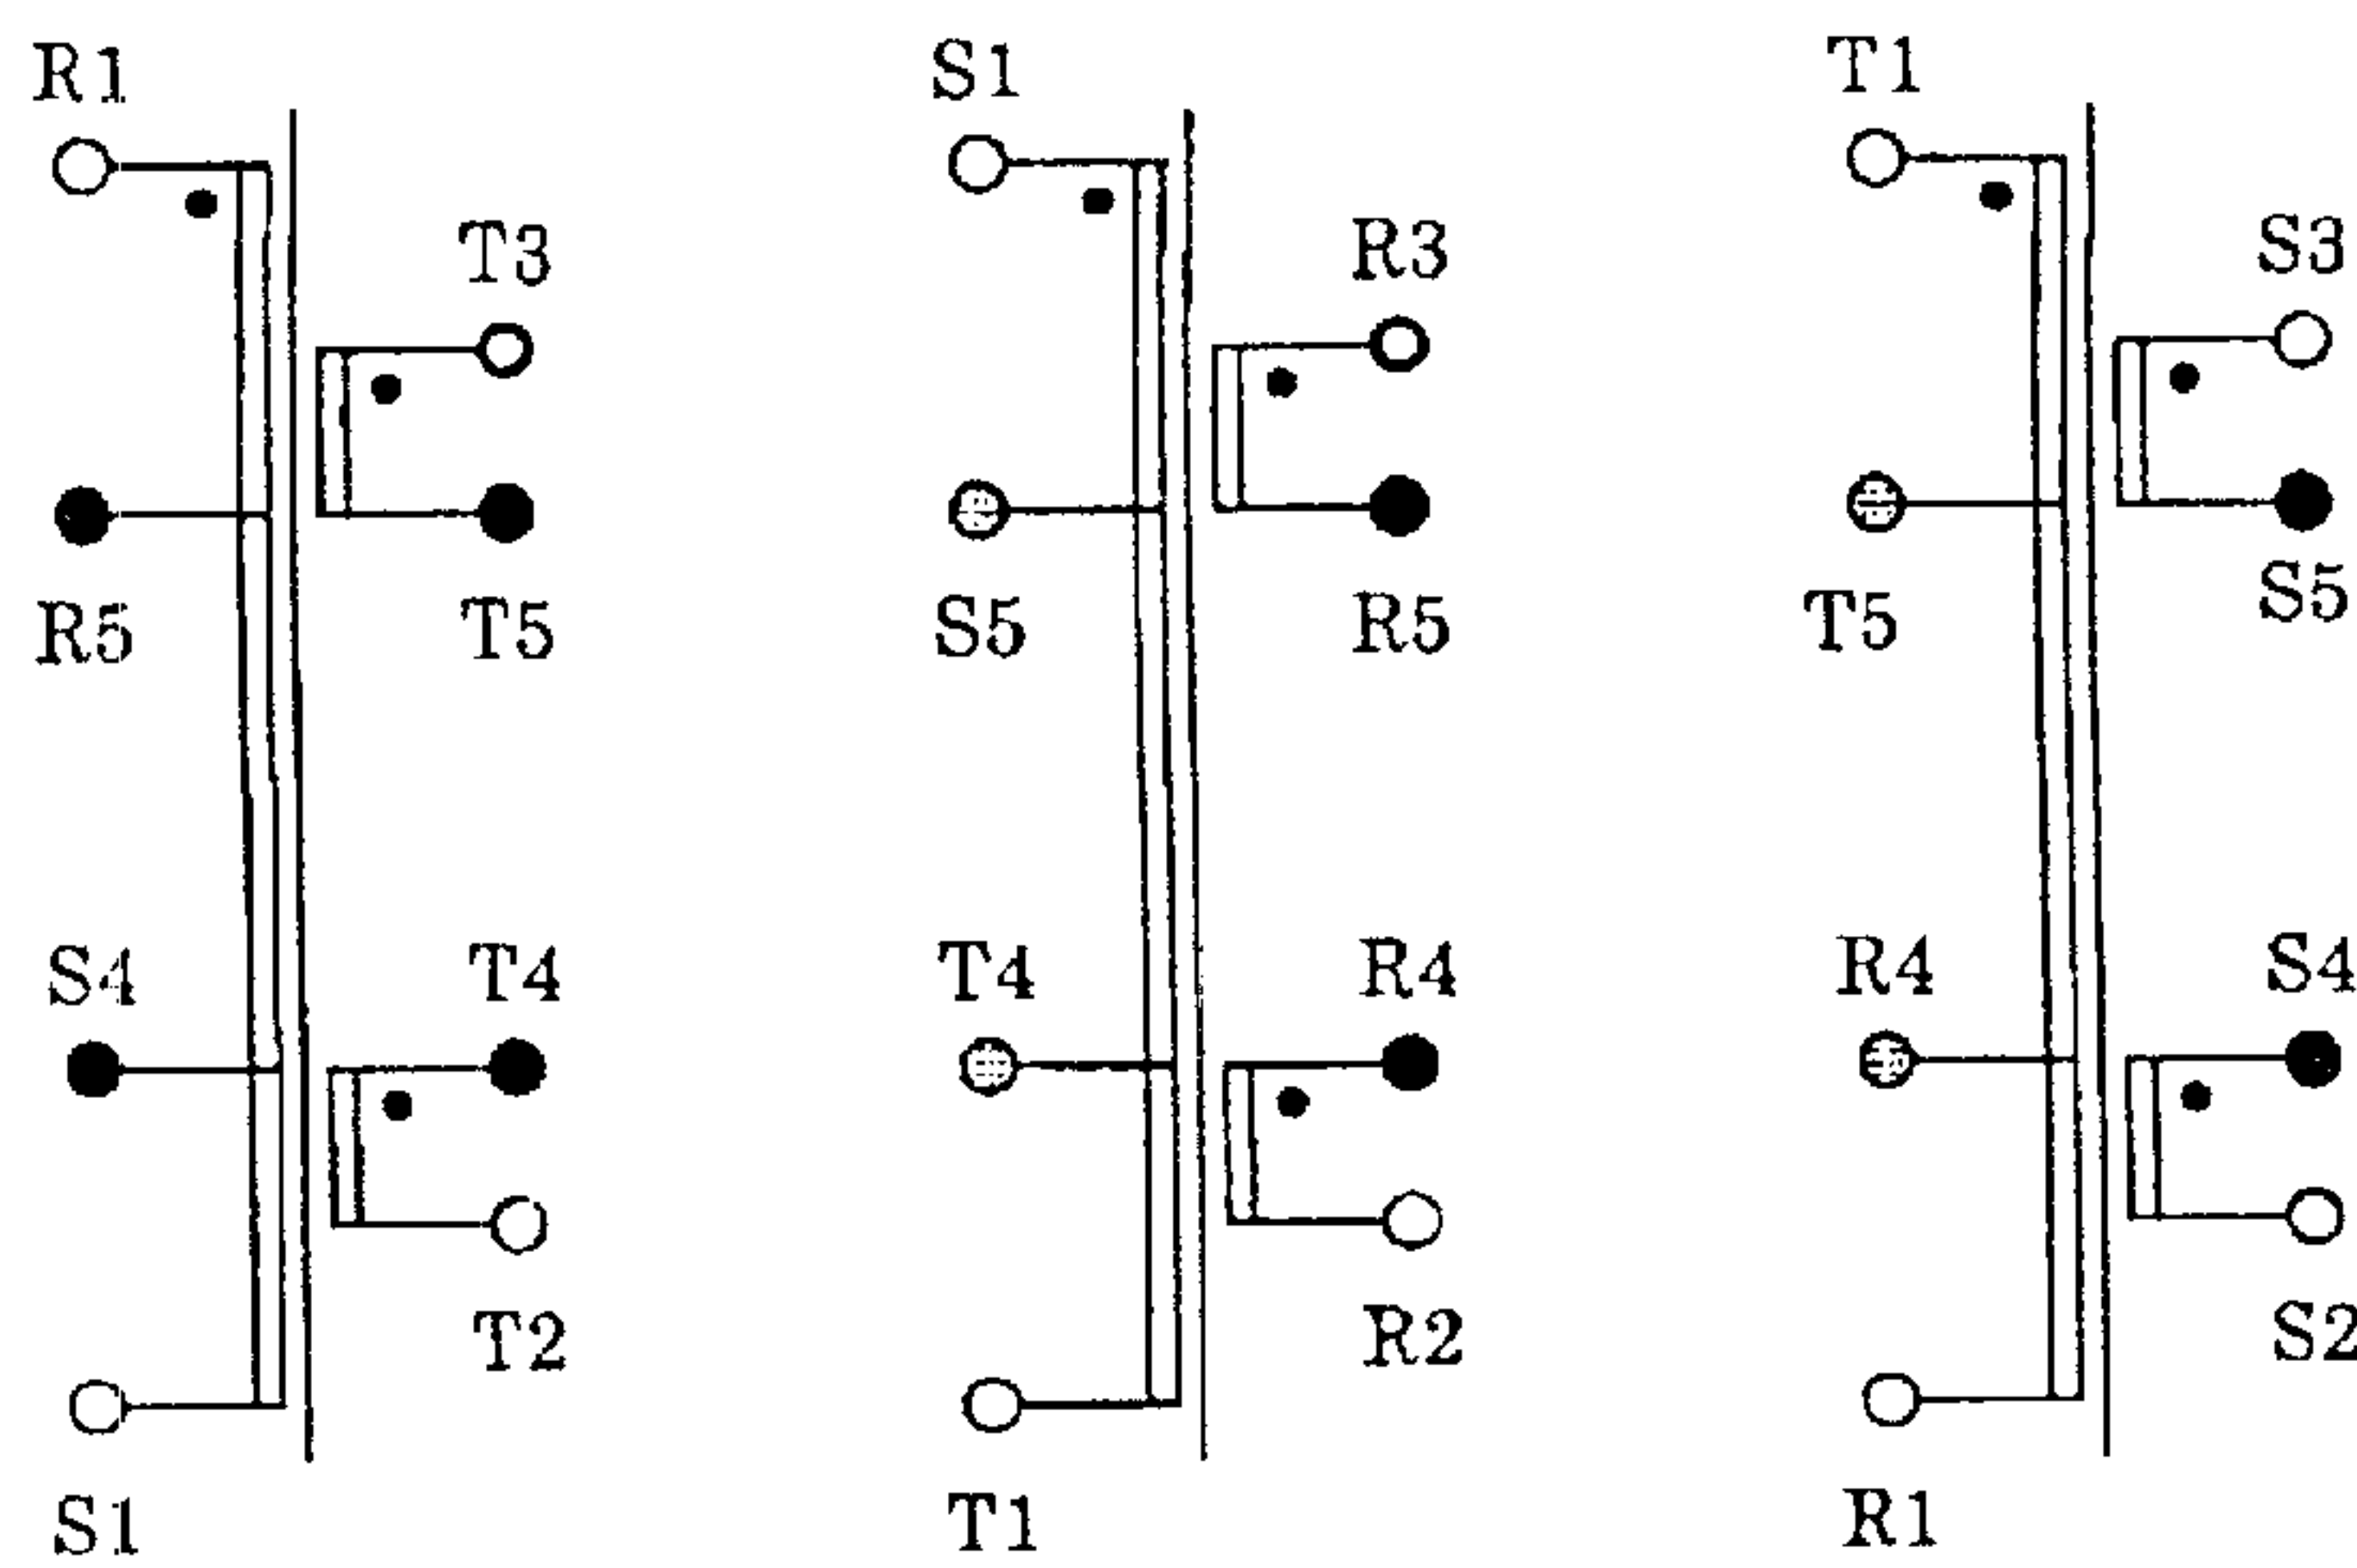 R1 S1 T1
T3 R3 S3
R5 T5 S5 R5 T5 S5
S4 T4 T4 R4 R4 S4
T2 R2 S2
S1 T1 R1